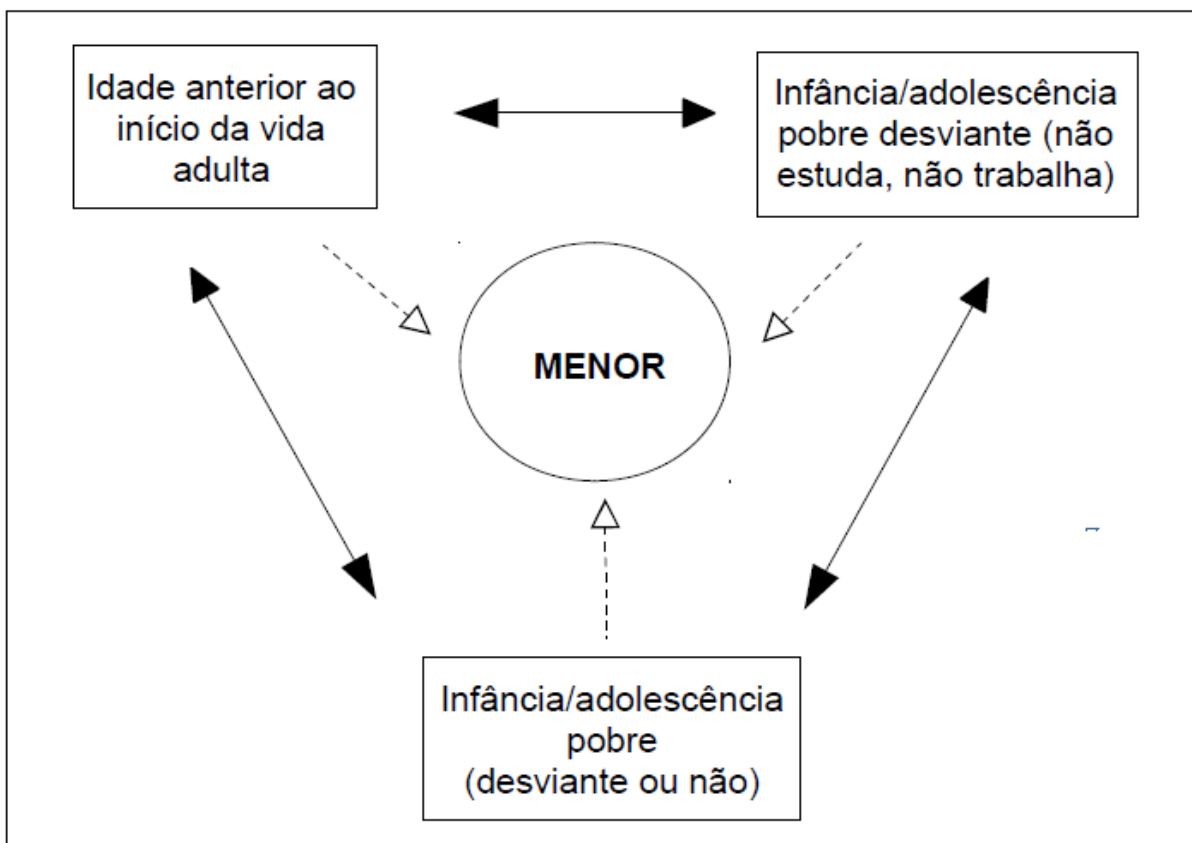 Idade anterior ao
início da vida
adulta
Infância/adolescência
pobre desviante (não
estuda, não trabalha)
MENOR
Infância/adolescência
pobre
(desviante ou não)